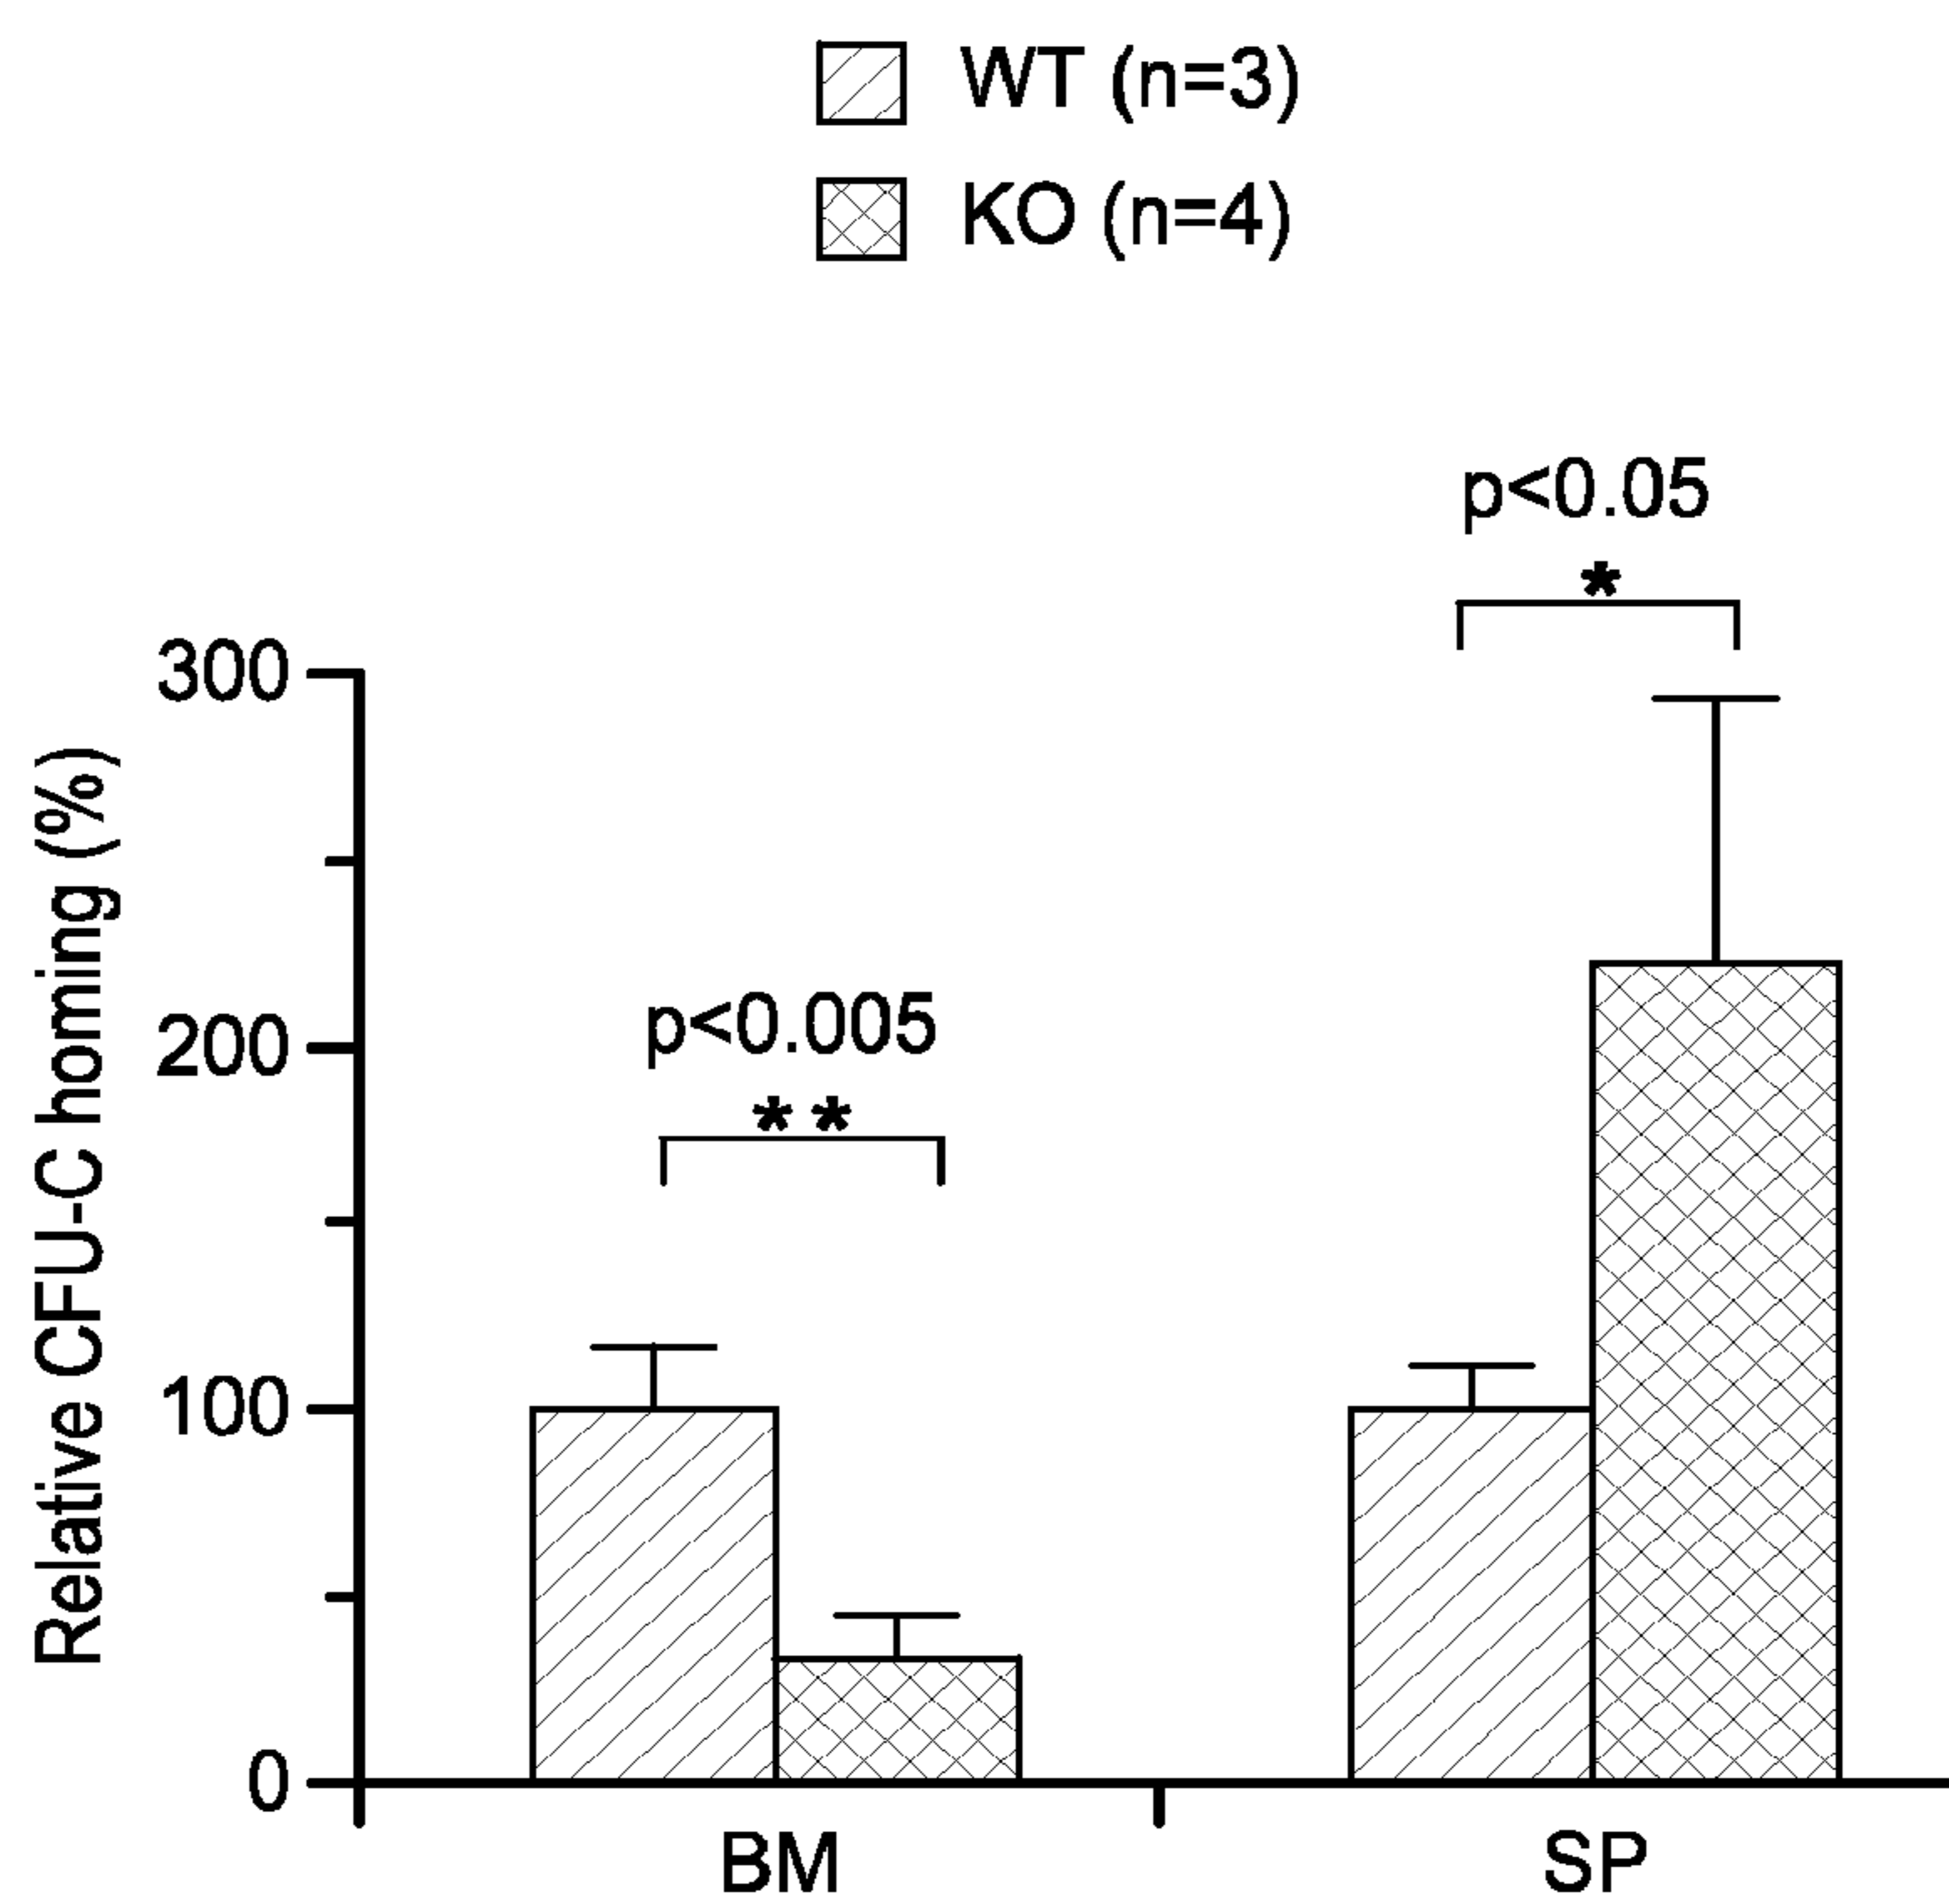 WT (n=3)
KO (n=4)
p<0.05
*
300
200
100
0
Relative CFU-C homing (%)
p<0.005
**
BM
SP